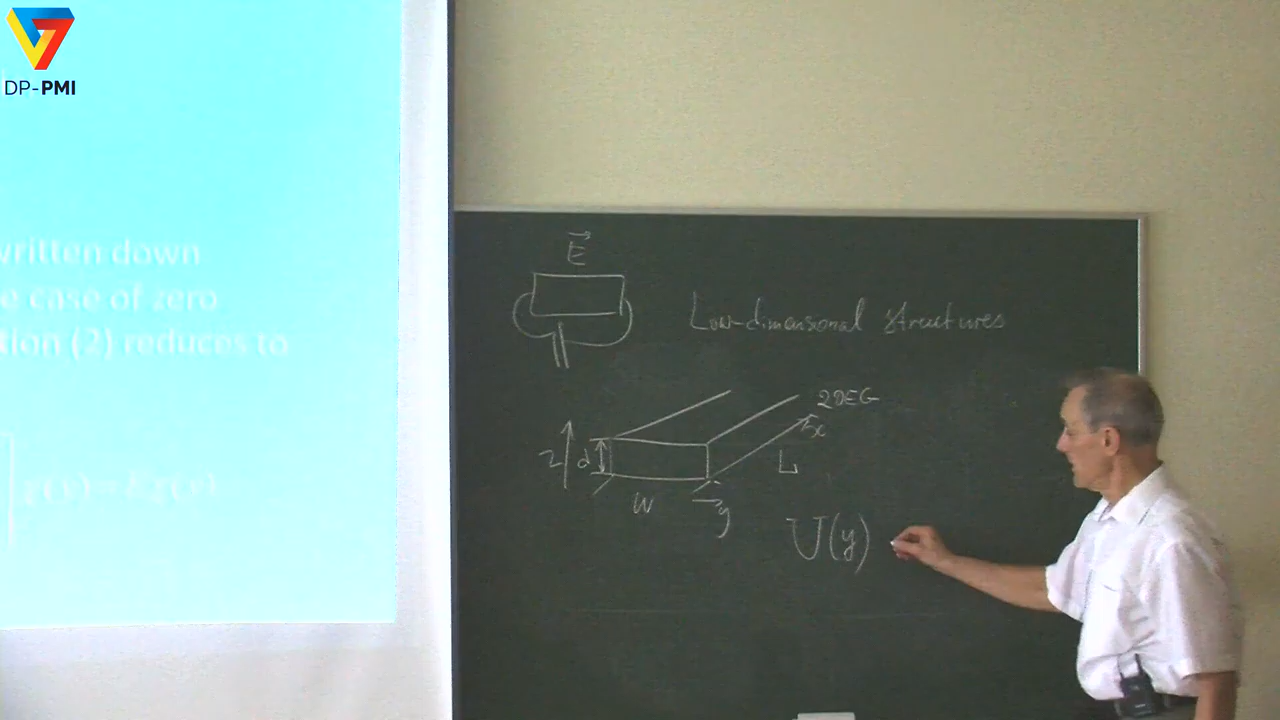 DP-PMI
written down
e case of zero
tion (2) reduces to
E
Low-dimensional structures
2DEG
x
z
d
L
W
y
U(y)